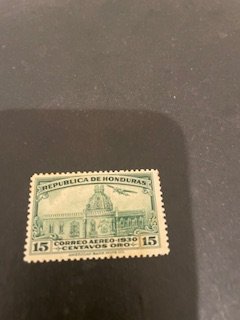 REPUBLICA DE HONDURAS
15 CORREO AEREO 1930 15
CENTAVOS ORO